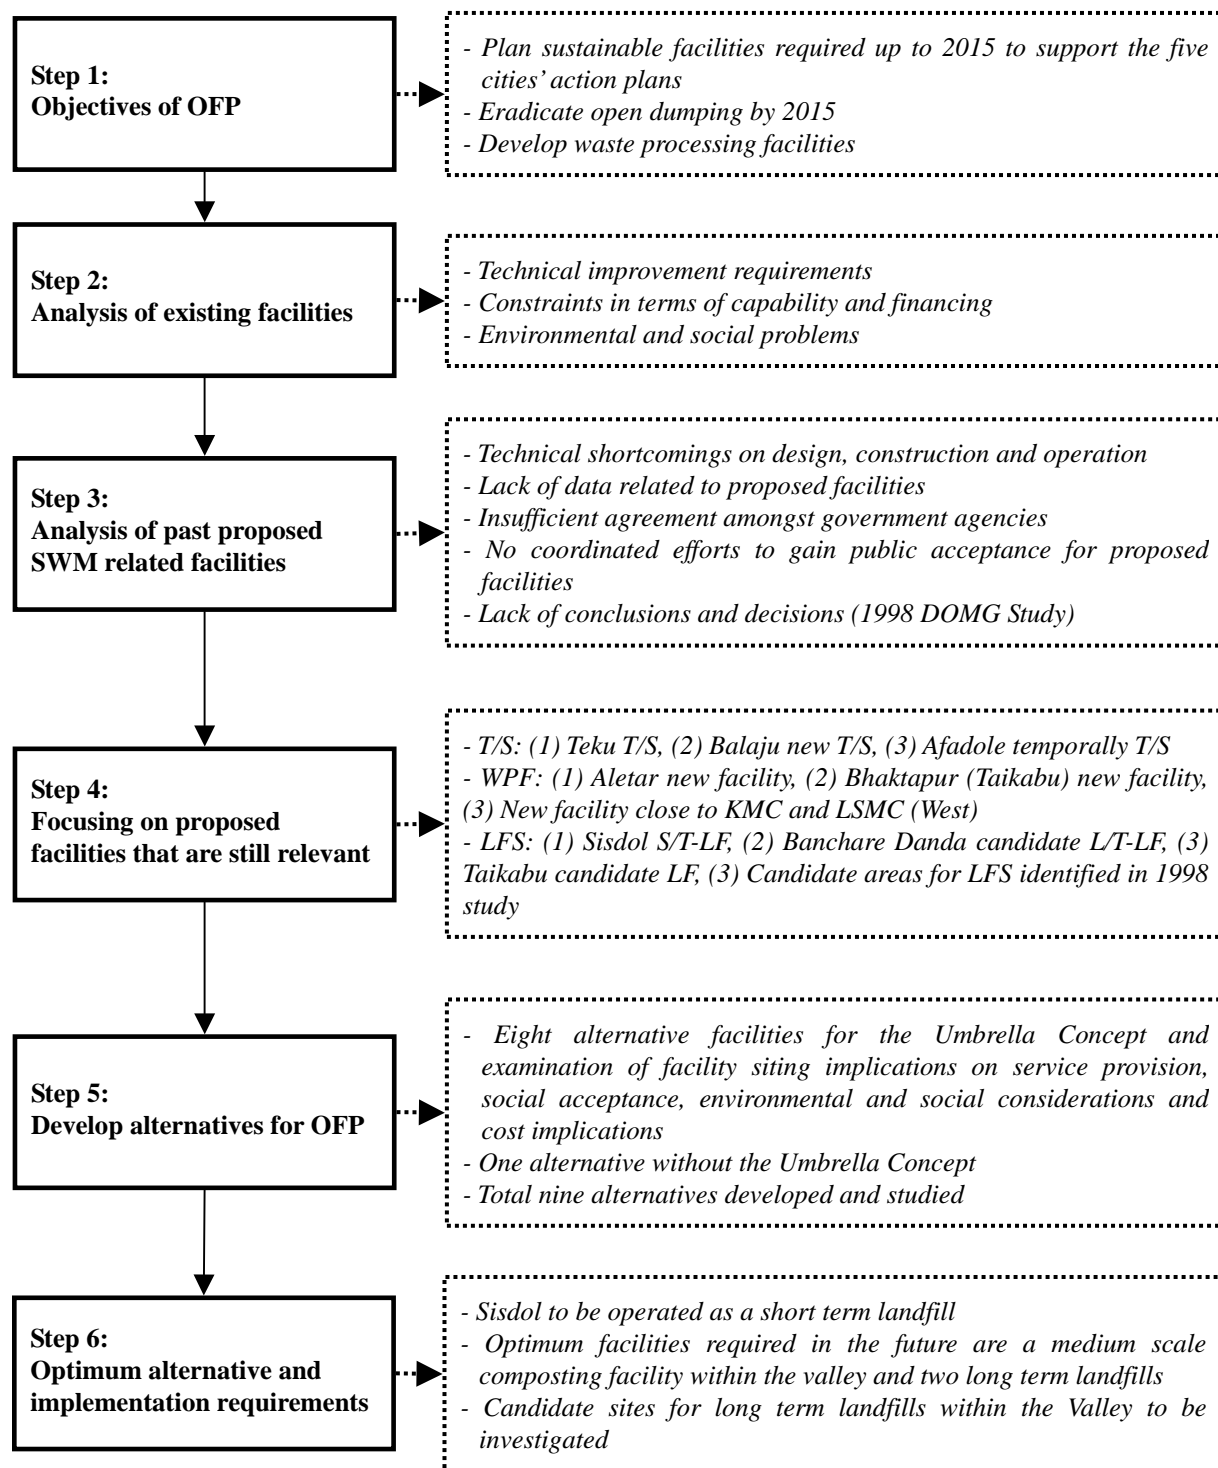 Step 1:
Objectives of OFP
- Plan sustainable facilities required up to 2015 to support the five
cities' action plans
- Eradicate open dumping by 2015
- Develop waste processing facilities
Step 2:
Analysis of existing facilities
- Technical improvement requirements
- Constraints in terms of capability and financing
- Environmental and social problems
Step 3:
Analysis of past proposed
SWM related facilities
- Technical shortcomings on design, construction and operation
- Lack of data related to proposed facilities
- Insufficient agreement amongst government agencies
- No coordinated efforts to gain public acceptance for proposed
facilities
- Lack of conclusions and decisions (1998 DOMG Study)
Step 4:
Focusing on proposed
facilities that are still relevant
- T/S: (1) Teku T/S, (2) Balaju new T/S, (3) Afadole temporally T/S
- WPF: (1) Aletar new facility, (2) Bhaktapur (Taikabu) new facility,
(3) New facility close to KMC and LSMC (West)
- LFS: (1) Sisdol S/T-LF, (2) Banchare Danda candidate L/T-LF, (3)
Taikabu candidate LF, (3) Candidate areas for LFS identified in 1998
study
Step 5:
Develop alternatives for OFP
- Eight alternative facilities for the Umbrella Concept and
examination of facility siting implications on service provision,
social acceptance, environmental and social considerations and
cost implications
- One alternative without the Umbrella Concept
- Total nine alternatives developed and studied
Step 6:
Optimum alternative and
implementation requirements
- Sisdol to be operated as a short term landfill
- Optimum facilities required in the future are a medium scale
composting facility within the valley and two long term landfills
- Candidate sites for long term landfills within the Valley to be
investigated